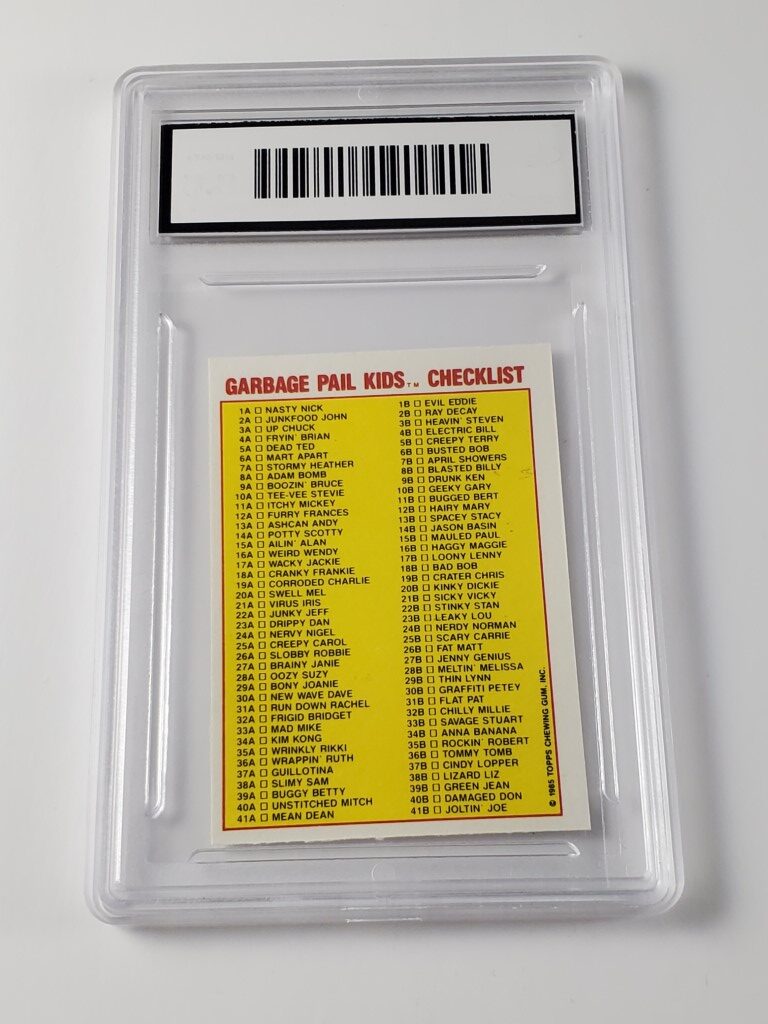 GARBAGE PAIL KIDS™ CHECKLIST
1A □ NASTY NICK
2A □ JUNKFOOD JOHN
3A □ UP CHUCK
4A □ FRYIN' BRIAN
5A □ DEAD TED
6A □ MART APART
7A □ STORMY HEATHER
8A □ ADAM BOMB
9A □ BOOZIN' BRUCE
10A □ TEE-VEE STEVIE
11A □ ITCHY MICKEY
12A □ FURRY FRANCES
13A □ ASHCAN ANDY
14A □ POTTY SCOTTY
15A □ AILIN' ALAN
16A □ WEIRD WENDY
17A □ WACKY JACKIE
18A □ CRANKY FRANKIE
19A □ CORRODED CHARLIE
20A □ SWELL MEL
21A □ VIRUS IRIS
22A □ JUNKY JEFF
23A □ DRIPPY DAN
24A □ NERVY NIGEL
25A □ CREEPY CAROL
26A □ SLOBBY ROBBIE
27A □ BRAINY JANIE
28A □ OOZY SUZY
29A □ BONY JOANIE
30A □ NEW WAVE DAVE
31A □ RUN DOWN RACHEL
32A □ FRIGID BRIDGET
33A □ MAD MIKE
34A □ KIM KONG
35A □ WRINKLY RIKKI
36A □ WRAPPIN' RUTH
37A □ GUILLOTINA
38A □ SLIMY SAM
39A □ BUGGY BETTY
40A □ UNSTITCHED MITCH
41A □ MEAN DEAN
1B □ EVIL EDDIE
2B □ RAY DECAY
3B □ HEAVIN' STEVEN
4B □ ELECTRIC BILL
5B □ CREEPY TERRY
6B □ BUSTED BOB
7B □ APRIL SHOWERS
8B □ BLASTED BILLY
9B □ DRUNK KEN
10B □ GEEKY GARY
11B □ BUGGED BERT
12B □ HAIRY MARY
13B □ SPACEY STACY
14B □ JASON BASIN
15B □ MAULED PAUL
16B □ HAGGY MAGGIE
17B □ LOONY LENNY
18B □ BAD BOB
19B □ CRATER CHRIS
20B □ KINKY DICKIE
21B □ SICKY VICKY
22B □ STINKY STAN
23B □ LEAKY LOU
24B □ NERDY NORMAN
25B □ SCARY CARRIE
26B □ FAT MATT
27B □ JENNY GENIUS
28B □ MELTIN' MELISSA
29B □ THIN LYNN
30B □ GRAFFITI PETEY
31B □ FLAT PAT
32B □ CHILLY MILLIE
33B □ SAVAGE STUART
34B □ ANNA BANANA
35B □ ROCKIN' ROBERT
36B □ TOMMY TOMB
37B □ CINDY LOPPER
38B □ LIZARD LIZ
39B □ GREEN JEAN
40B □ DAMAGED DON
41B □ JOLTIN' JOE
© 1985 TOPPS CHEWING GUM, INC.